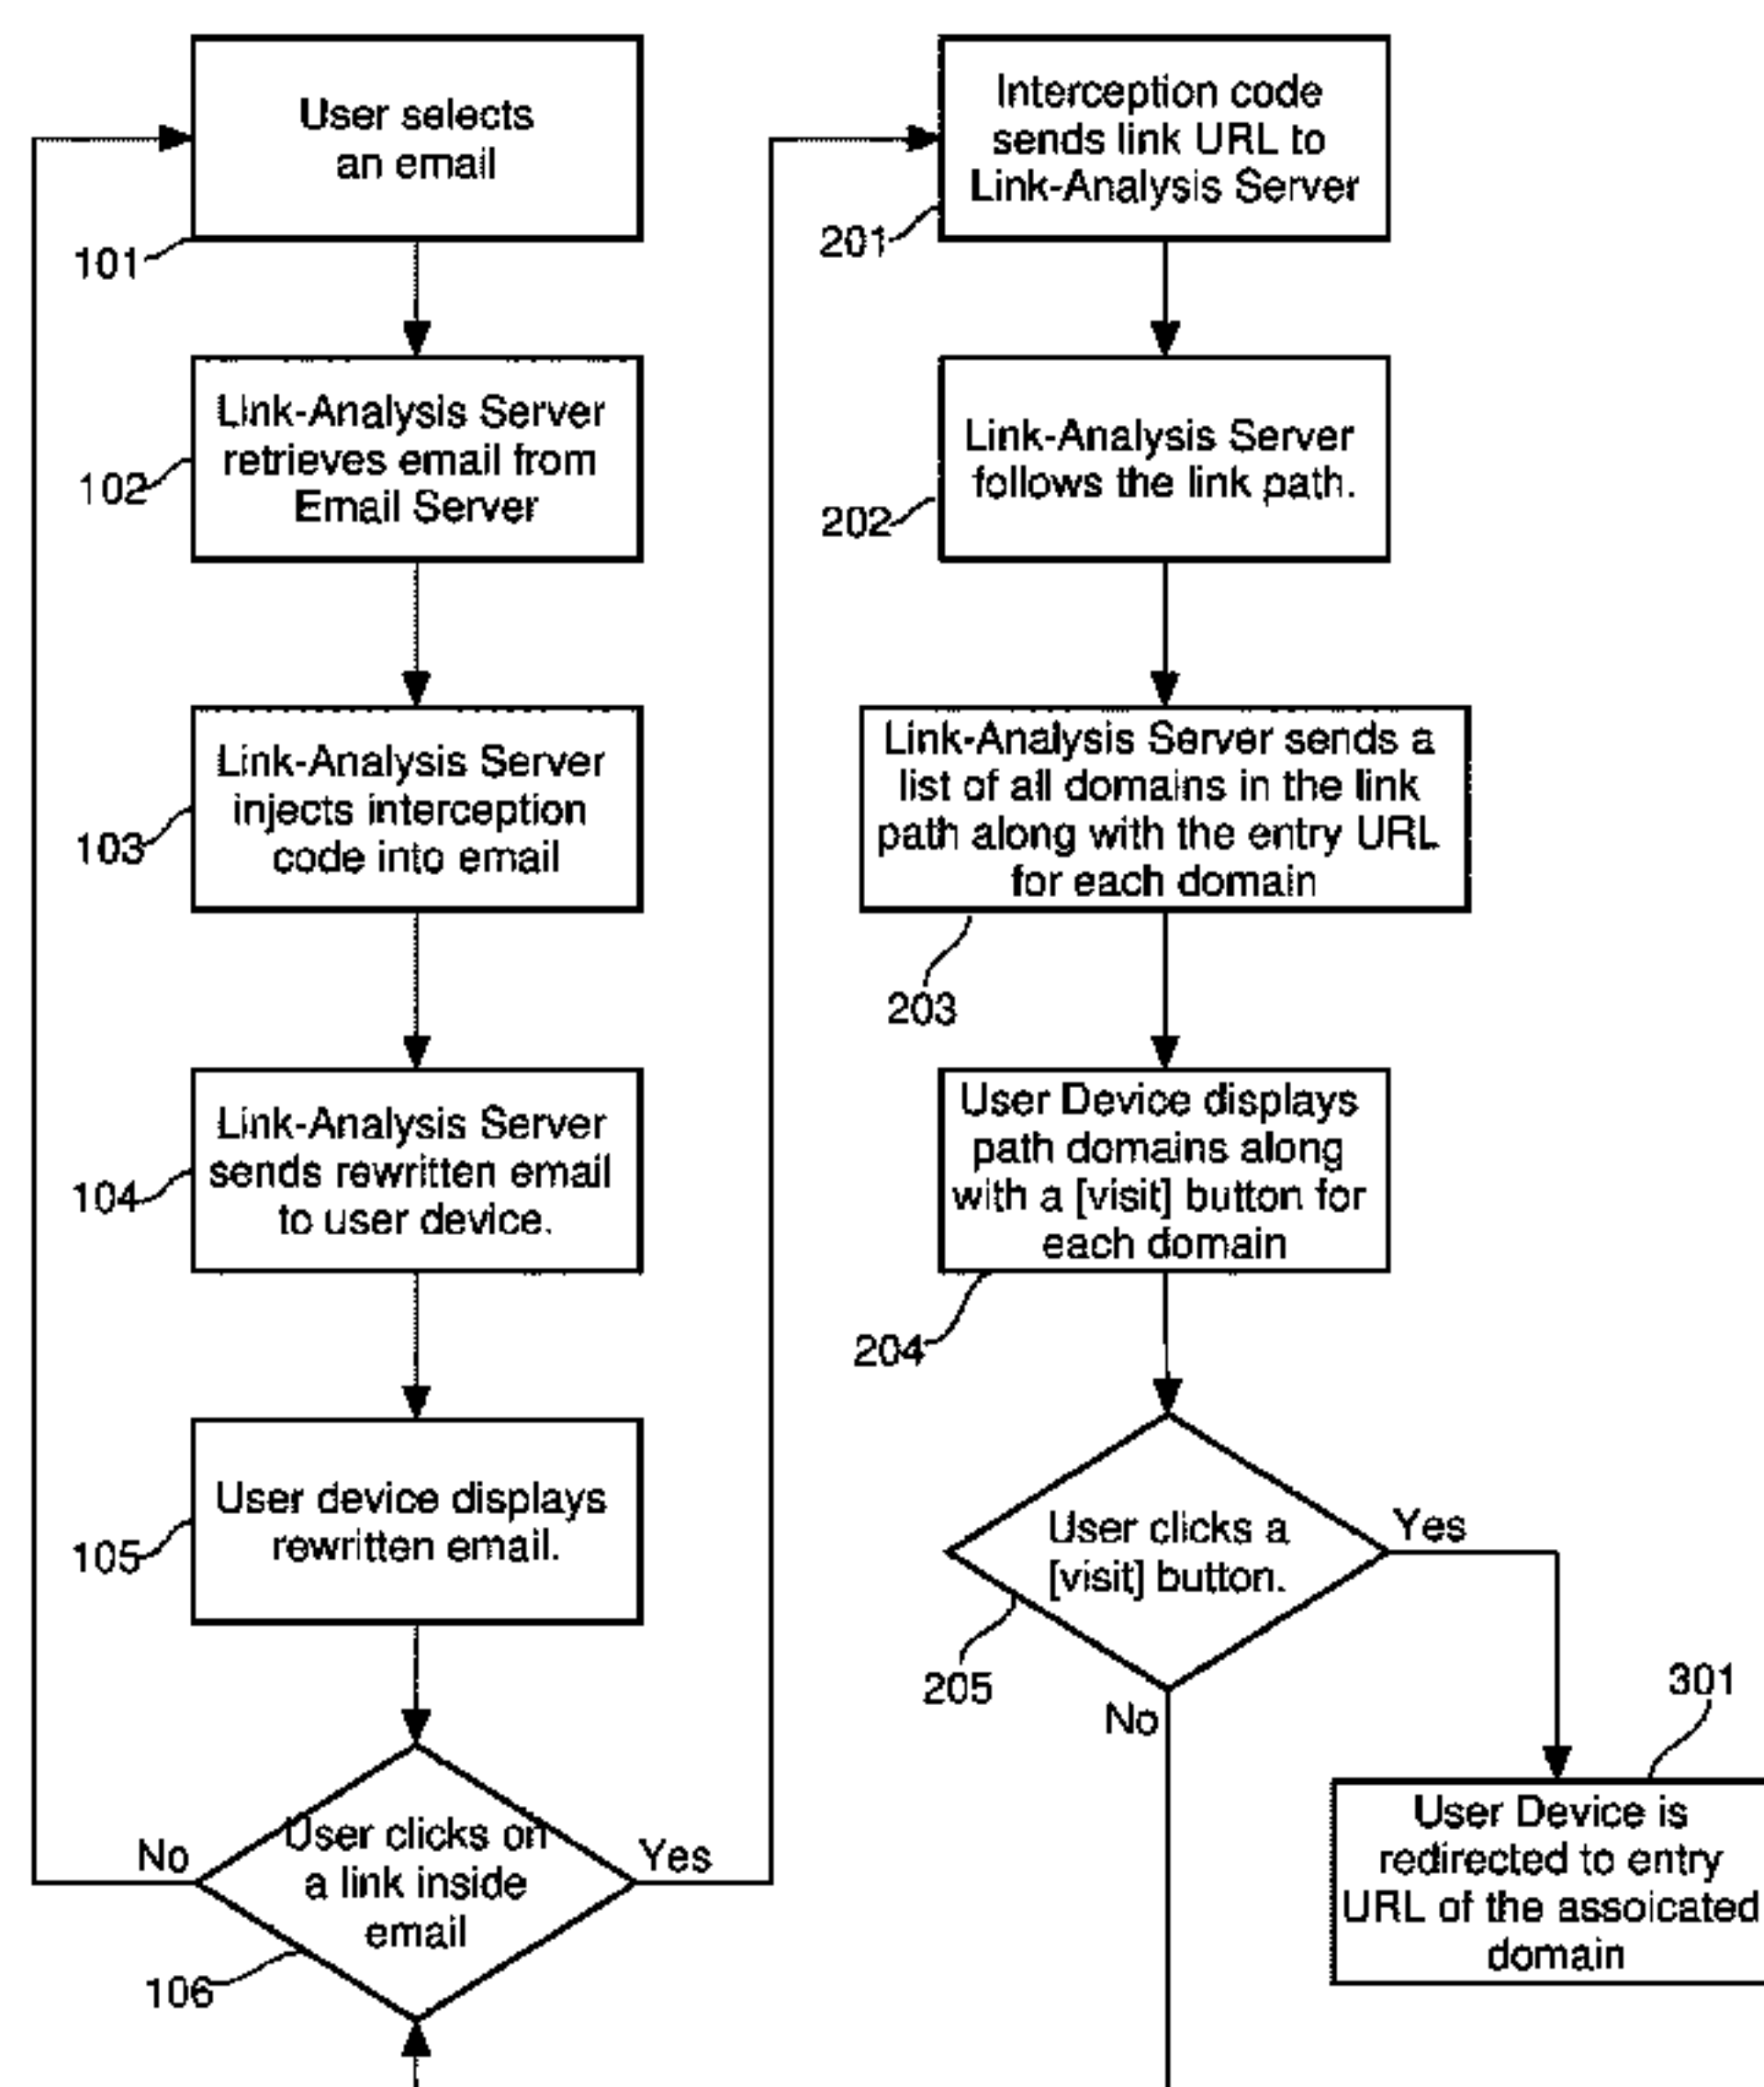 User selects
an email
101
Link-Analysis Server
retrieves email from
Email Server
102
Link-Analysis Server
injects interception
code into email
103
Link-Analysis Server
sends rewritten email
to user device.
104
User device displays
rewritten email.
105
User clicks on
a link inside
email
No
Yes
106
Interception code
sends link URL to
Link-Analysis Server
201
Link-Analysis Server
follows the link path.
202
Link-Analysis Server sends a
list of all domains in the link
path along with the entry URL
for each domain
203
User Device displays
path domains along
with a [visit] button for
each domain
204
User clicks a
[visit] button.
Yes
205
No
301
User Device is
redirected to entry
URL of the assoicated
domain